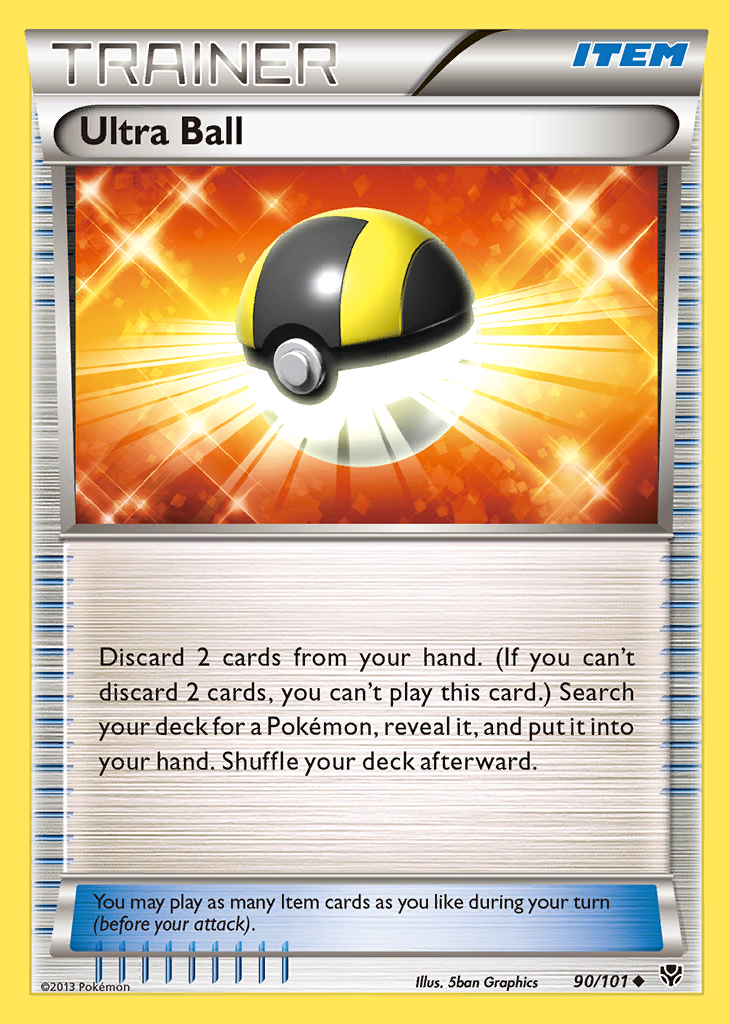 TRAINER
ITEM
Ultra Ball
Discard 2 cards from your hand. (If you can't
discard 2 cards, you can't play this card.) Search
your deck for a Pokémon, reveal it, and put it into
your hand. Shuffle your deck afterward.
You may play as many Item cards as you like during your turn
(before your attack).
©2013 Pokémon
Illus. 5ban Graphics
90/101